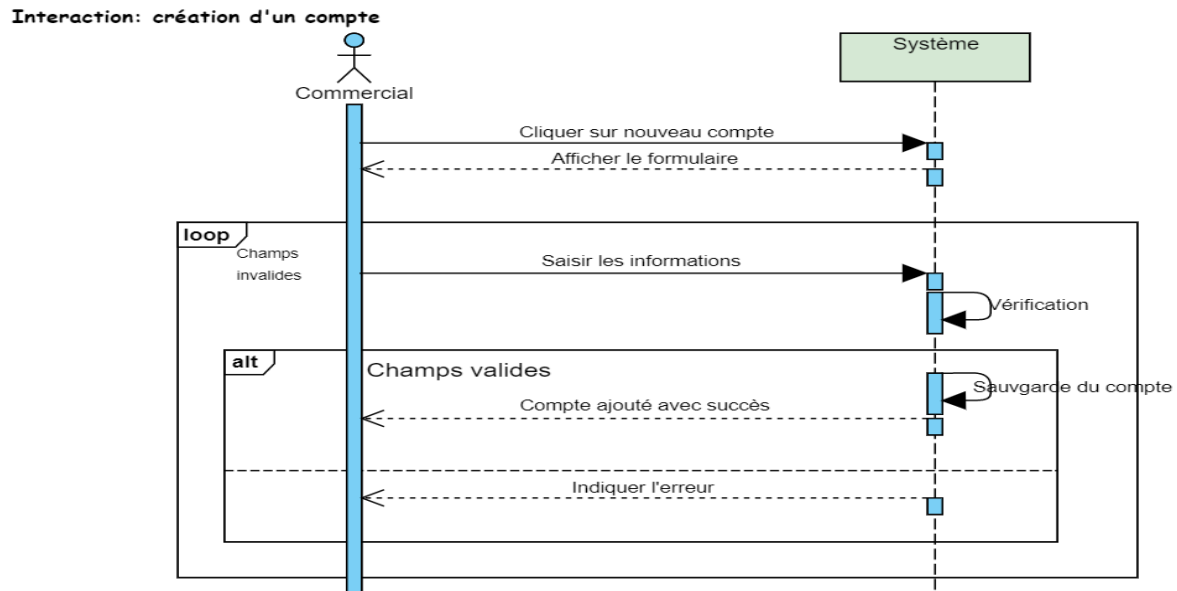 Interaction: création d'un compte
Système
Commercial
Cliquer sur nouveau compte
Afficher le formulaire
loop
Champs
invalides
Saisir les informations
Vérification
alt
Champs valides
Sauvgarde du compte
Compte ajouté avec succès
Indiquer l'erreur